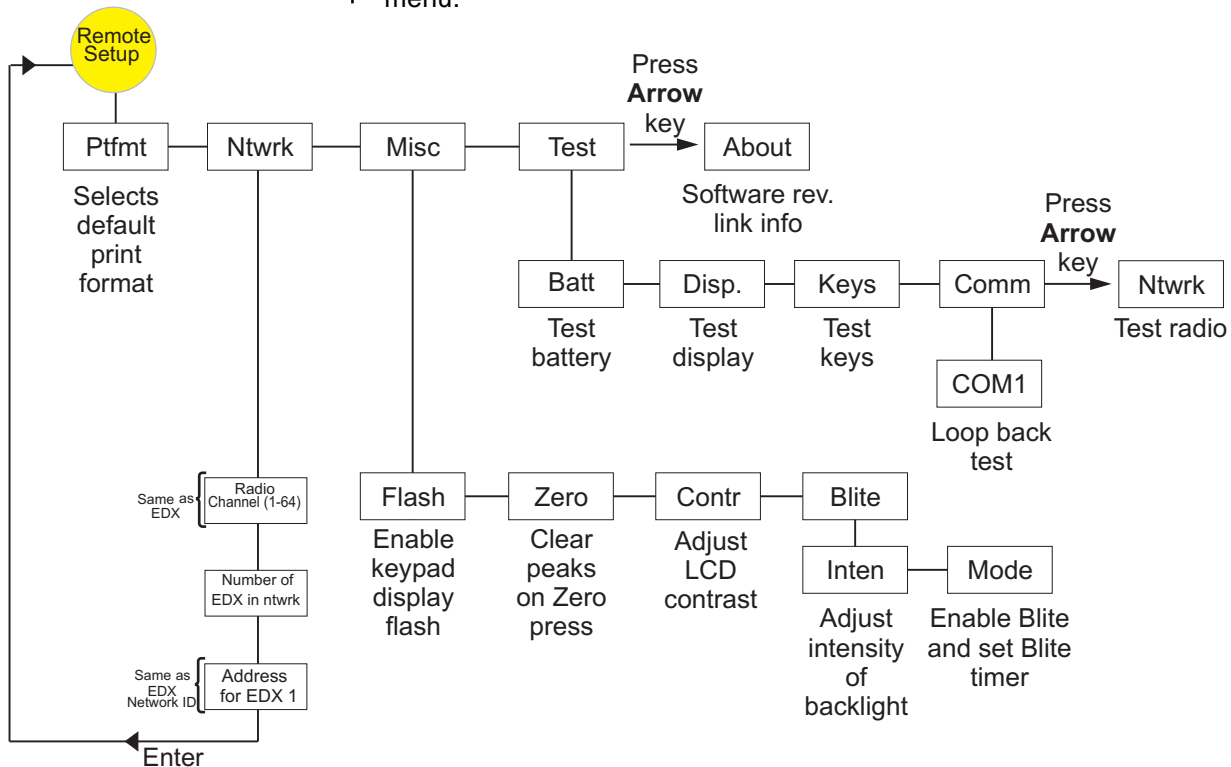 menu.
Remote
Setup
Press
Arrow
key
Ptfmt
Ntwrk
Misc
Test
About
Selects
default
print
format
Software rev.
link info
Press
Arrow
key
Batt
Disp.
Keys
Comm
Ntwrk
Test
battery
Test
display
Test
keys
Test radio
COM1
Loop back
test
Same as
EDX
Radio
Channel (1-64)
Flash
Zero
Contr
Blite
Enable
keypad
display
flash
Clear
peaks
on Zero
press
Adjust
LCD
contrast
Inten
Mode
Adjust
intensity
of
backlight
Enable Blite
and set Blite
timer
Number of
EDX in ntwrk
Same as
EDX
Network ID
Address
for EDX 1
Enter